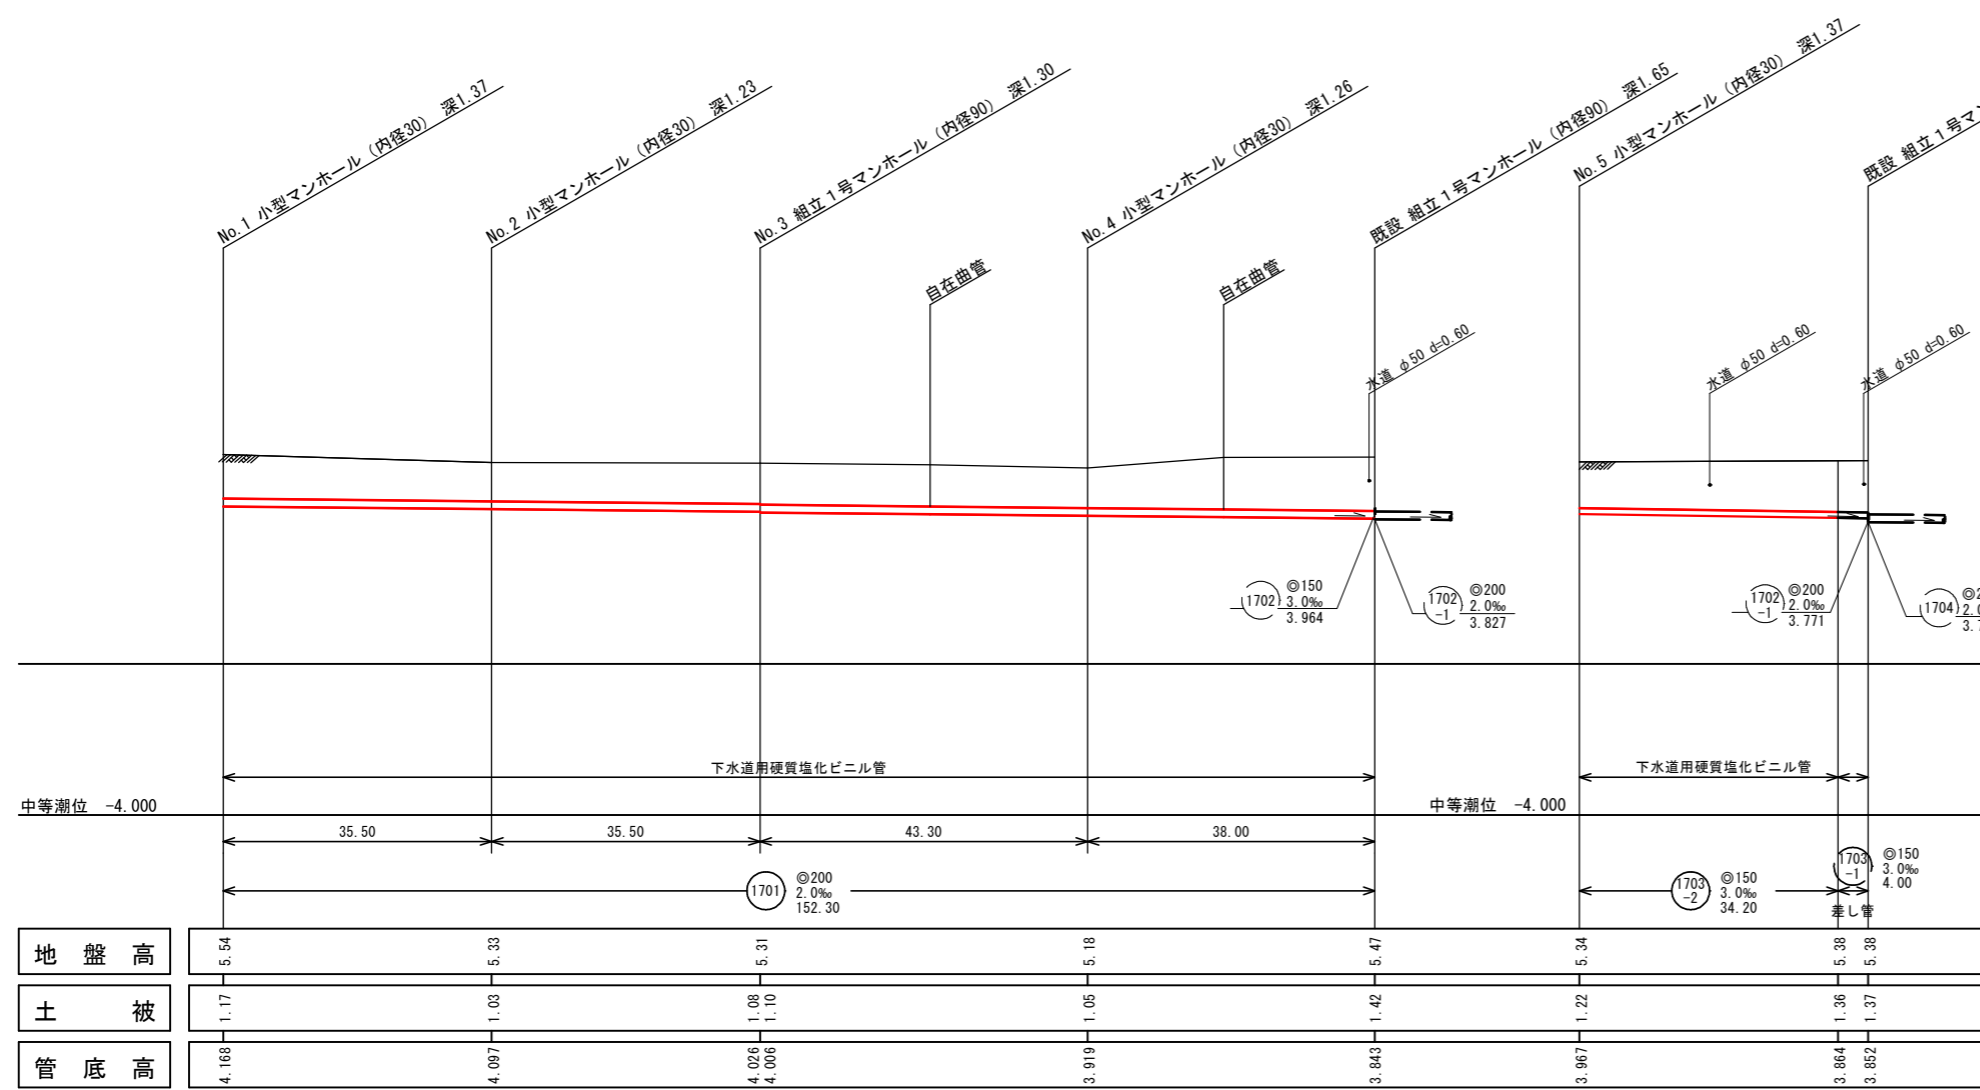 No.1 小型マンホール（内径30） 深1.37
No.2 小型マンホール（内径30） 深1.23
No.3 組立1号マンホール（内径90） 深1.30
No.4 小型マンホール（内径30） 深1.26
既設 組立1号マンホール（内径90） 深1.65
No.5 小型マンホール（内径30） 深1.37
既設 組立1号マン
自在曲管
自在曲管
水道 φ50 d=0.60
水道 φ50 d=0.60
水道 φ50 d=0.60
1702
◎150
3.0‰
3.964
1702
-1
◎200
2.0‰
3.827
1702
-1
◎200
2.0‰
3.771
1704
下水道用硬質塩化ビニル管
下水道用硬質塩化ビニル管
中等潮位 -4.000
中等潮位 -4.000
35.50
35.50
43.30
38.00
1701
◎200
2.0‰
152.30
1703
-2
◎150
3.0‰
34.20
1703
-1
◎150
3.0‰
4.00
差し管
地 盤 高
5.54
5.33
5.31
5.18
5.47
5.34
5.38
5.38
土 被
1.17
1.03
1.08
1.10
1.05
1.42
1.22
1.36
1.37
管 底 高
4.168
4.097
4.026
4.006
3.919
3.843
3.967
3.864
3.852